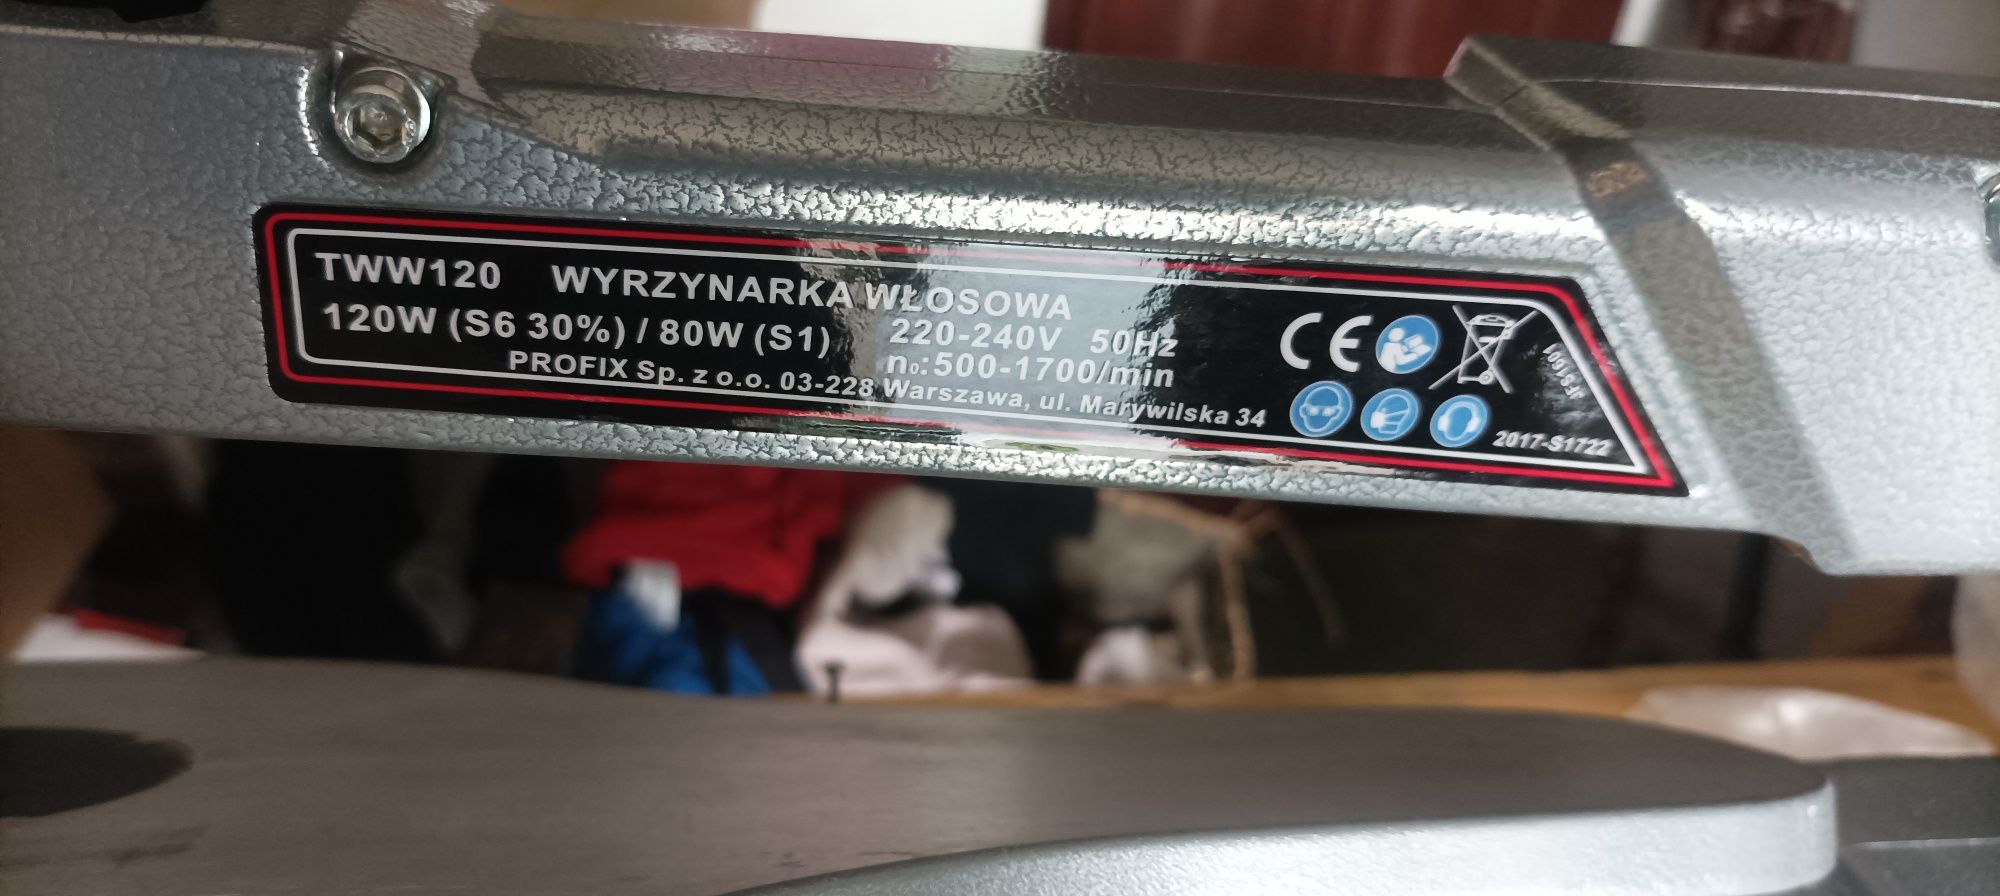 TWW120 WYRZYNARKA WŁOSOWA
120W (S6 30%) / 80W (S1) 220-240V 50Hz
n₀:500-1700/min
PROFIX Sp. z o.o. 03-228 Warszawa, ul. Marywilska 34
CE
2017-S1722